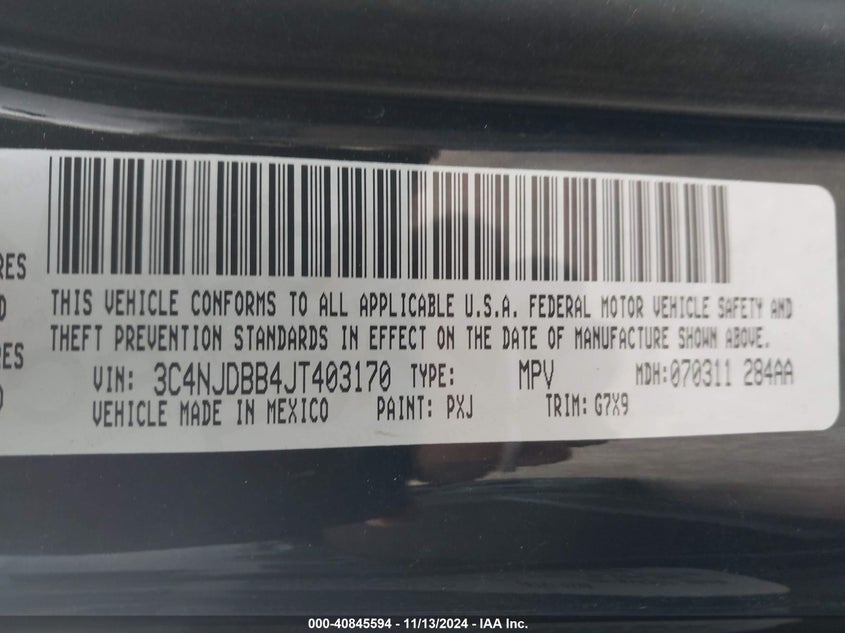 RES
THIS VEHICLE CONFORMS TO ALL APPLICABLE U.S.A. FEDERAL MOTOR VEHICLE SAFETY AND
THEFT PREVENTION STANDARDS IN EFFECT ON THE DATE OF MANUFACTURE SHOWN ABOVE.
RES
VIN: 3C4NJDBB4JT403170 TYPE: MPV MDH:070311 284AA
VEHICLE MADE IN MEXICO PAINT: PXJ TRIM: G7X9
000-40845594 - 11/13/2024 - IAA Inc.